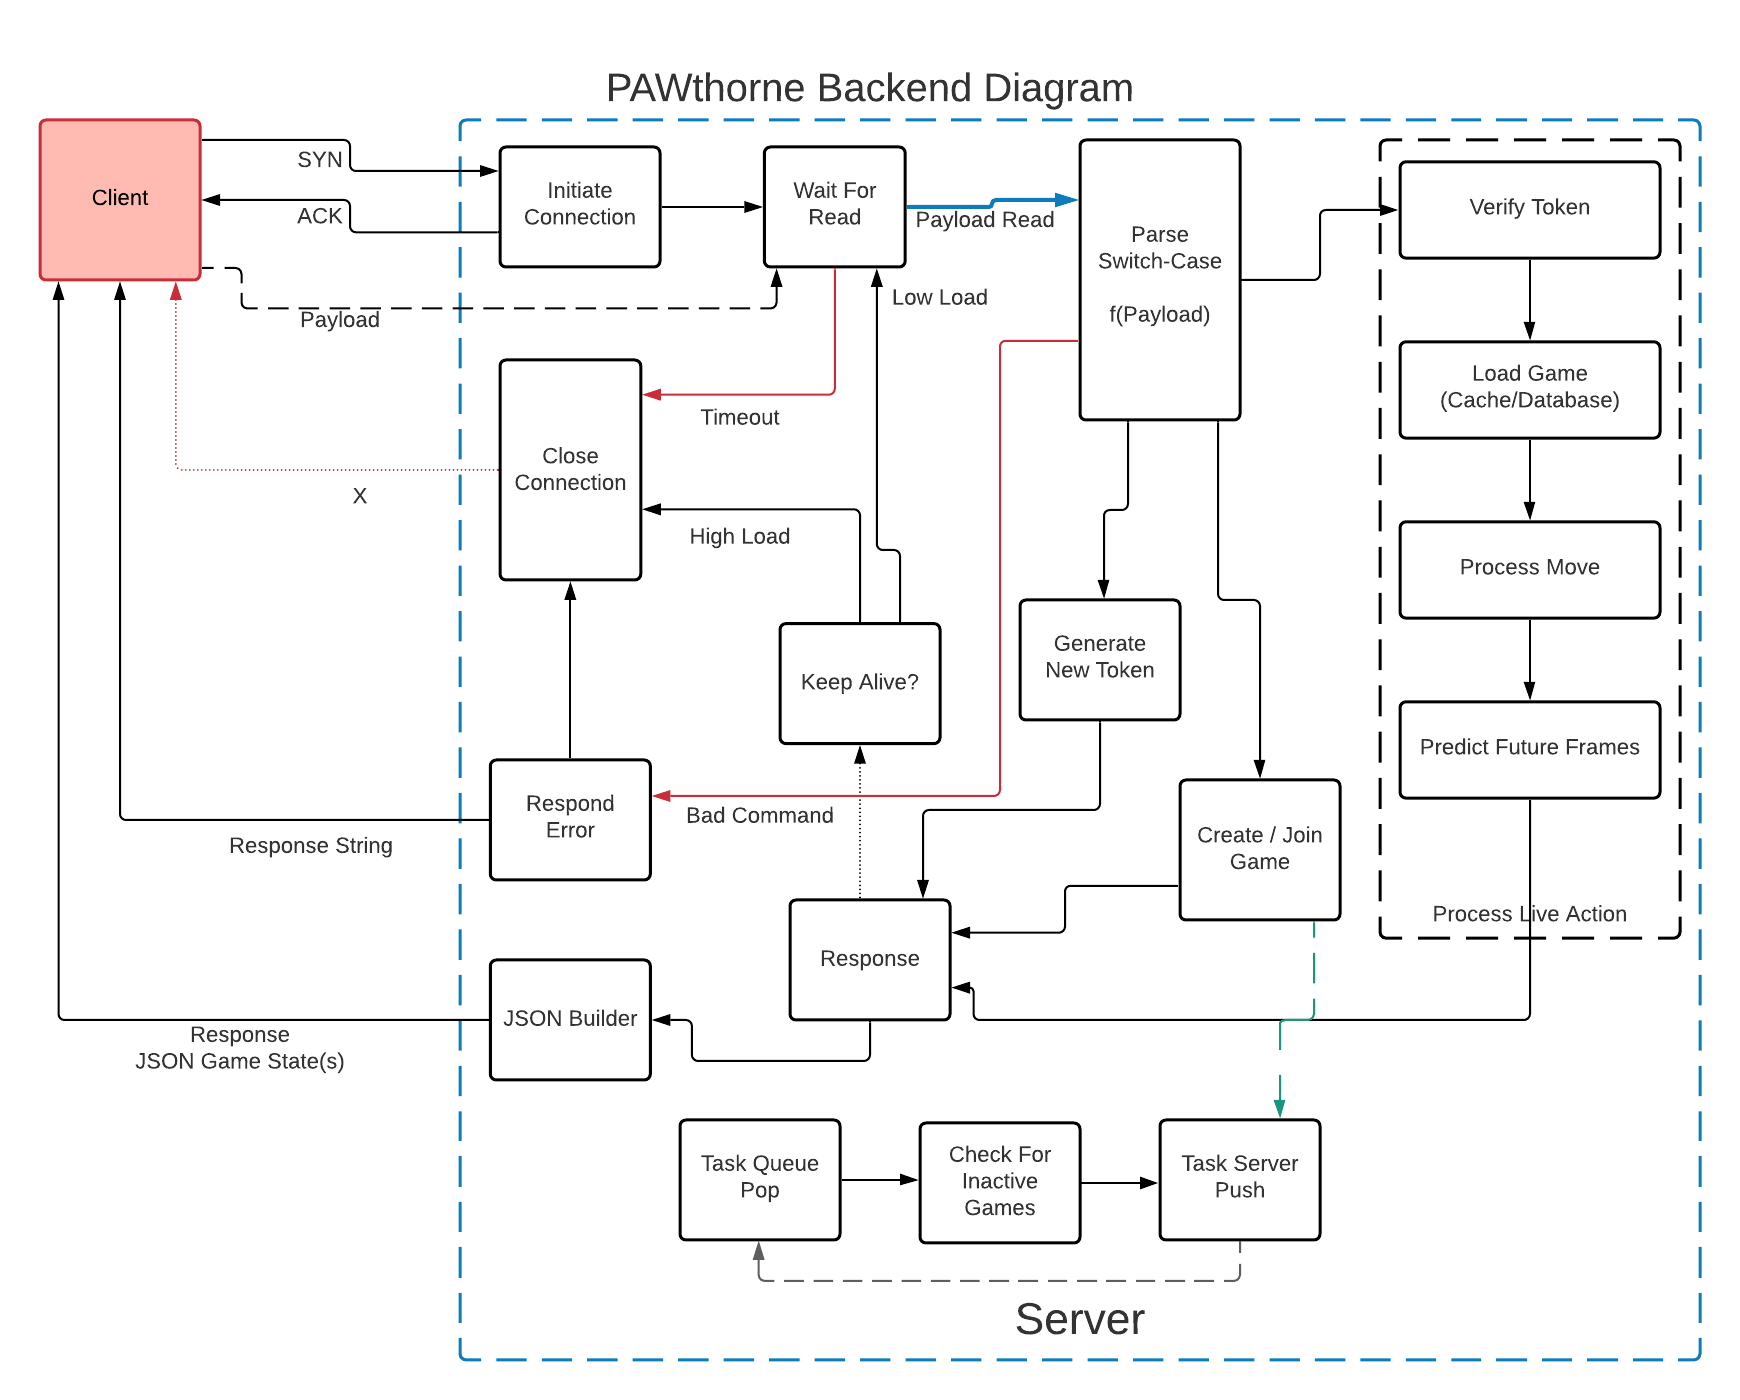 PAWthorne Backend Diagram
Client
SYN
ACK
Payload
Initiate
Connection
Wait For
Read
Payload Read
Low Load
Parse
Switch-Case
f(Payload)
Verify Token
Load Game
(Cache/Database)
Process Move
Predict Future Frames
Process Live Action
Timeout
Close
Connection
X
High Load
Keep Alive?
Generate
New Token
Respond
Error
Bad Command
Response String
Create / Join
Game
Response
JSON Builder
Response
JSON Game State(s)
Task Queue
Pop
Check For
Inactive
Games
Task Server
Push
Server